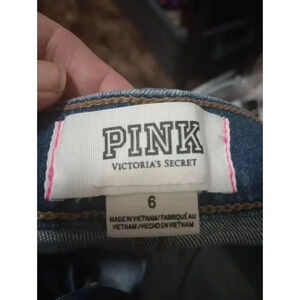 PINK
VICTORIA'S SECRET
6
MADE IN VIETNAM/FABRIQUÉ AU
VIETNAM/HECHO EN VIETNAM